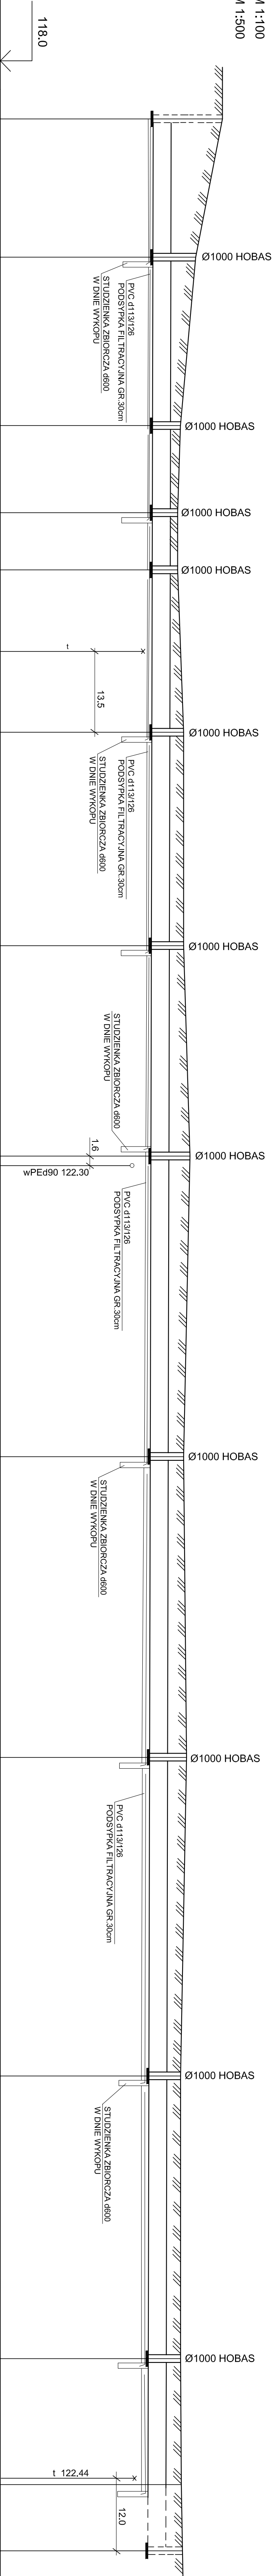 M 1:100
M 1:500
118.0
Ø1000 HOBAS
PVC d113/126
PODSYPKA FILTRACYJNA GR.30cm
STUDZIENKA ZBIORCZA d600
W DNIE WYKOPU
Ø1000 HOBAS
Ø1000 HOBAS
Ø1000 HOBAS
t
13.5
Ø1000 HOBAS
PVC d113/126
PODSYPKA FILTRACYJNA GR.30cm
STUDZIENKA ZBIORCZA d600
W DNIE WYKOPU
Ø1000 HOBAS
STUDZIENKA ZBIORCZA d600
W DNIE WYKOPU
Ø1000 HOBAS
1.6
wPEd90 122.30
PVC d113/126
PODSYPKA FILTRACYJNA GR.30cm
Ø1000 HOBAS
STUDZIENKA ZBIORCZA d600
W DNIE WYKOPU
Ø1000 HOBAS
PVC d113/126
PODSYPKA FILTRACYJNA GR.30cm
Ø1000 HOBAS
STUDZIENKA ZBIORCZA d600
W DNIE WYKOPU
Ø1000 HOBAS
t 122,44
12.0